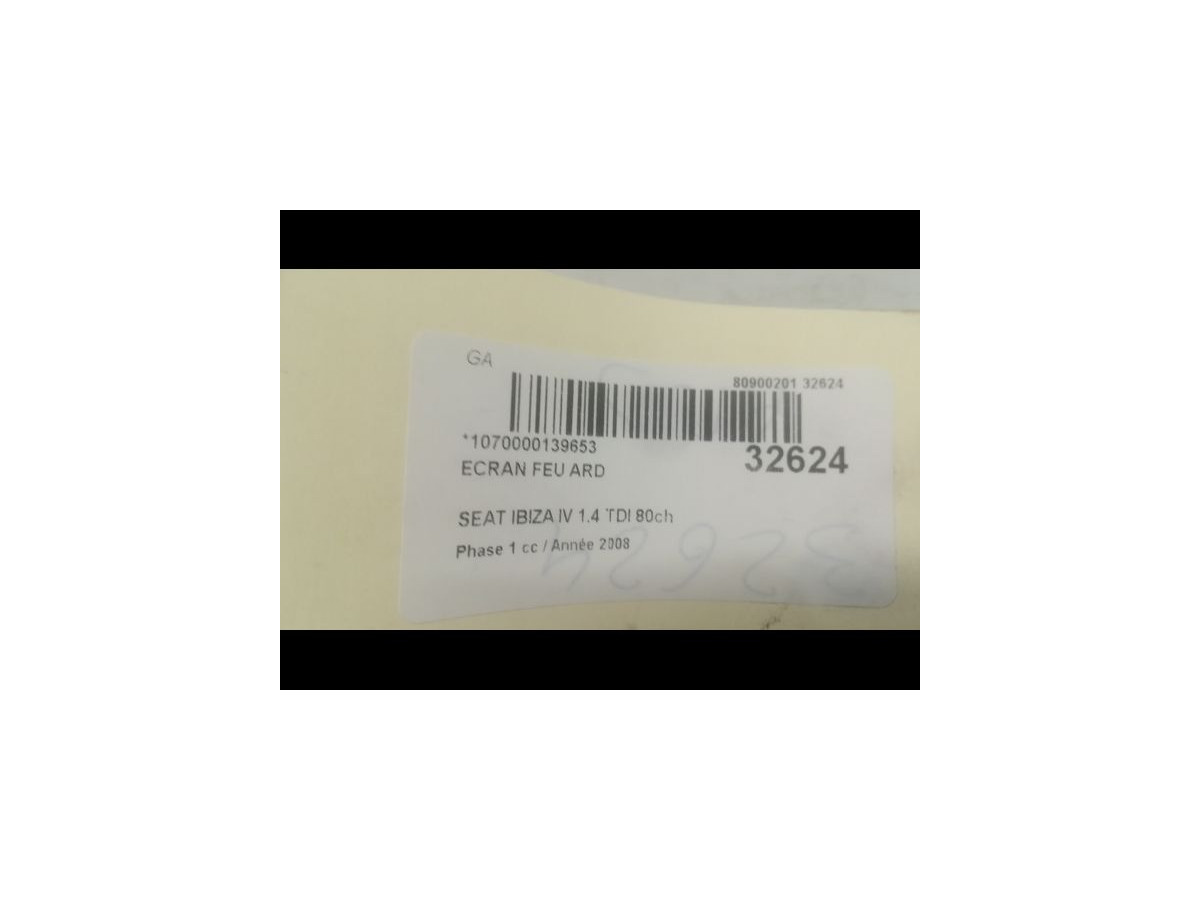 GA
80900201 32624
*1070000139653
32624
ECRAN FEU ARD
SEAT IBIZA IV 1.4 TDI 80ch
Phase 1 cc / Année 2008
32624